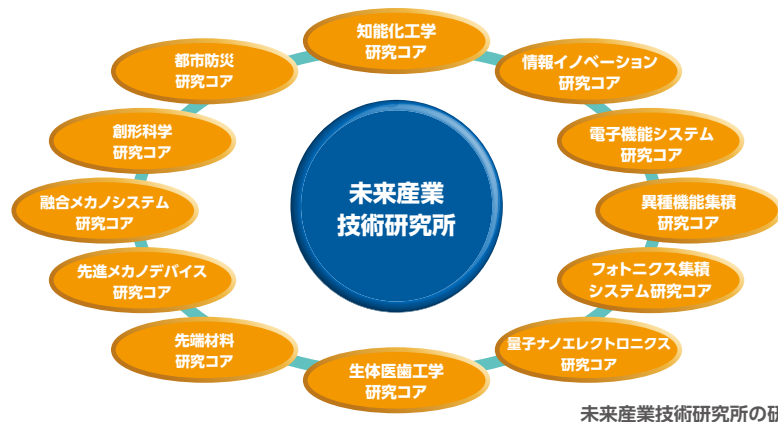 知能化工学
研究コア
情報イノベーション
研究コア
電子機能システム
研究コア
異種機能集積
研究コア
フォトニクス集積
システム研究コア
量子ナノエレクトロニクス
研究コア
生体医歯工学
研究コア
先端材料
研究コア
先進メカノデバイス
研究コア
融合メカノシステム
研究コア
創形科学
研究コア
都市防災
研究コア
未来産業
技術研究所
未来産業技術研究所の研